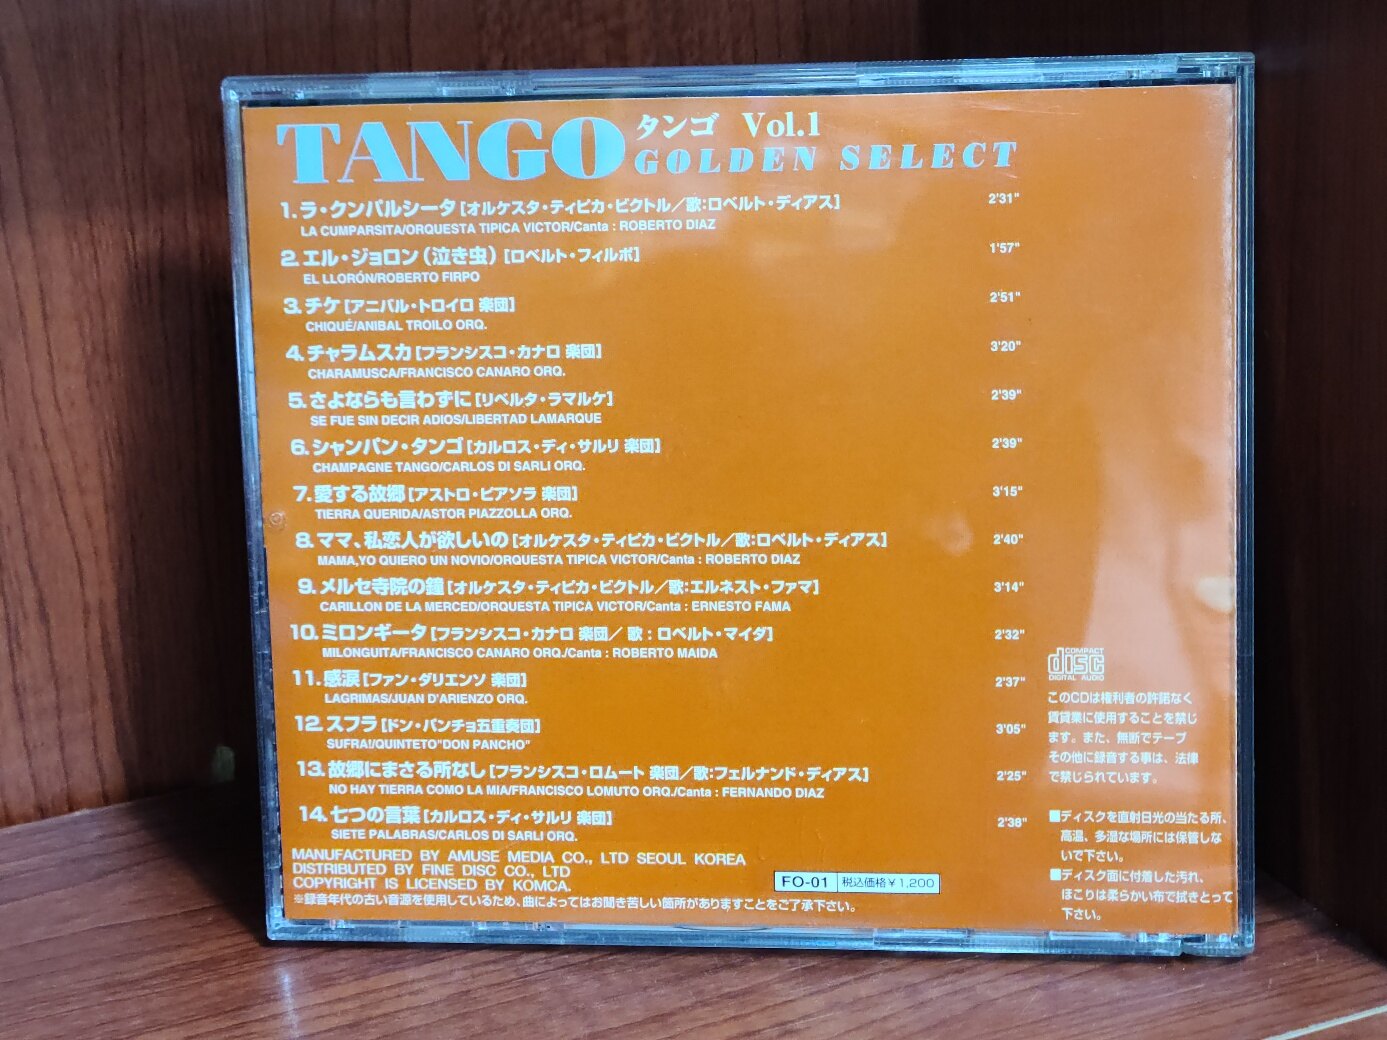 TANGO タンゴ Vol.1
GOLDEN SELECT
1. ラ・クンパルシータ [オルケスタ・ティピカ・ビクトル/歌:ロベルト・ディアス] 2'31"
LA CUMPARSITA/ORQUESTA TIPICA VICTOR/Canta : ROBERTO DIAZ
2. エル・ジョロン (泣き虫) [ロベルト・フィルポ] 1'57"
EL LLORÓN/ROBERTO FIRPO
3. チケ [アニバル・トロイロ 楽団] 2'51"
CHIQUÉ/ANIBAL TROILO ORQ.
4. チャラムスカ [フランシスコ・カナロ 楽団] 3'20"
CHARAMUSCA/FRANCISCO CANARO ORQ.
5. さよならも言わずに [リベルタ・ラマルケ] 2'39"
SE FUE SIN DECIR ADIOS/LIBERTAD LAMARQUE
6. シャンパン・タンゴ [カルロス・ディ・サルリ 楽団] 2'39"
CHAMPAGNE TANGO/CARLOS DI SARLI ORQ.
7. 愛する故郷 [アストロ・ピアソラ 楽団] 3'15"
TIERRA QUERIDA/ASTOR PIAZZOLLA ORQ.
8. ママ、私恋人が欲しいの [オルケスタ・ティピカ・ビクトル/歌:ロベルト・ディアス] 2'40"
MAMA,YO QUIERO UN NOVIO/ORQUESTA TIPICA VICTOR/Canta : ROBERTO DIAZ
9. メルセ寺院の鐘 [オルケスタ・ティピカ・ビクトル/歌:エルネスト・ファマ] 3'14"
CARILLON DE LA MERCED/ORQUESTA TIPICA VICTOR/Canta : ERNESTO FAMA
10. ミロンギータ [フランシスコ・カナロ 楽団/ 歌 : ロベルト・マイダ] 2'32"
MILONGUITA/FRANCISCO CANARO ORQ./Canta : ROBERTO MAIDA
11. 感涙 [ファン・ダリエンソ 楽団] 2'37"
LAGRIMAS/JUAN D'ARIENZO ORQ.
12. スフラ [ドン・パンチョ五重奏団] 3'05"
SUFRA!/QUINTETO"DON PANCHO"
13. 故郷にまさる所なし [フランシスコ・ロムート 楽団/歌:フェルナンド・ディアス] 2'25"
NO HAY TIERRA COMO LA MIA/FRANCISCO LOMUTO ORQ./Canta : FERNANDO DIAZ
14. 七つの言葉 [カルロス・ディ・サルリ 楽団] 2'38"
SIETE PALABRAS/CARLOS DI SARLI ORQ.
MANUFACTURED BY AMUSE MEDIA CO., LTD SEOUL KOREA
DISTRIBUTED BY FINE DISC CO., LTD
COPYRIGHT IS LICENSED BY KOMCA.
※録音年代の古い音源を使用しているため、曲によってはお聞き苦しい箇所がありますことをご了承下さい。
FO-01 税込価格¥1,200
COMPACT
disc
DIGITAL AUDIO
このCDは権利者の許諾なく
賃貸業に使用することを禁じ
ます。また、無断でテープ
その他に録音する事は、法律
で禁じられています。
■ディスクを直射日光の当たる所、
高温、多湿な場所には保管しな
いで下さい。
■ディスク面に付着した汚れ、
ほこりは柔らかい布で拭きとって
下さい。